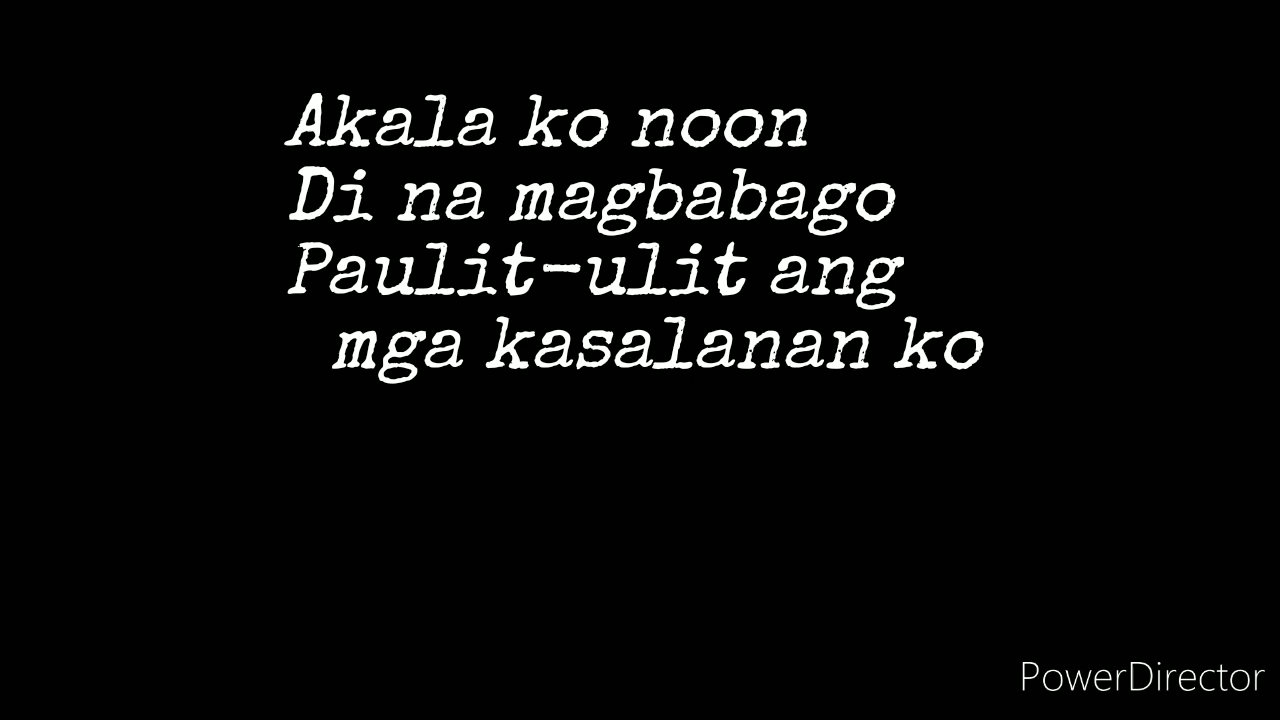 Akala ko noon
Di na magbabago
Paulit-ulit ang
mga kasalanan ko
PowerDirector